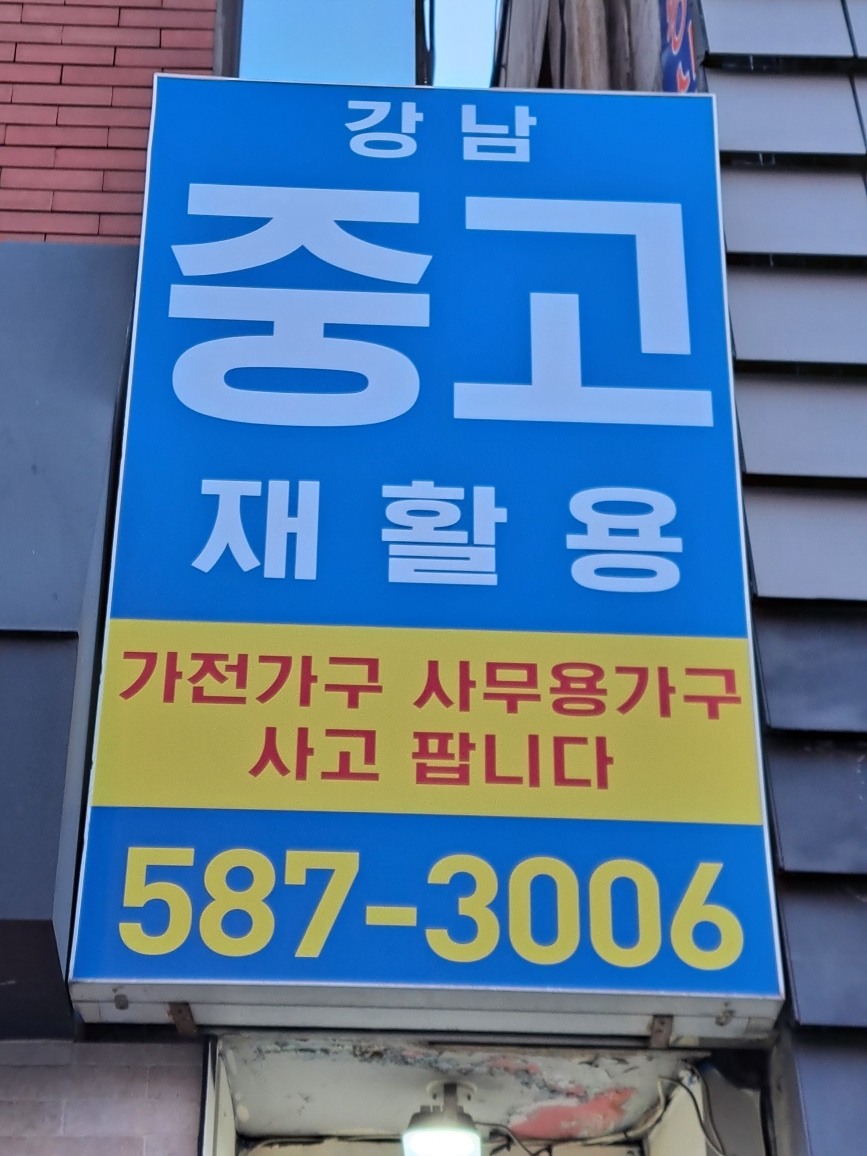 강남
중고
재활용
가전가구 사무용가구
사고 팝니다
587-3006